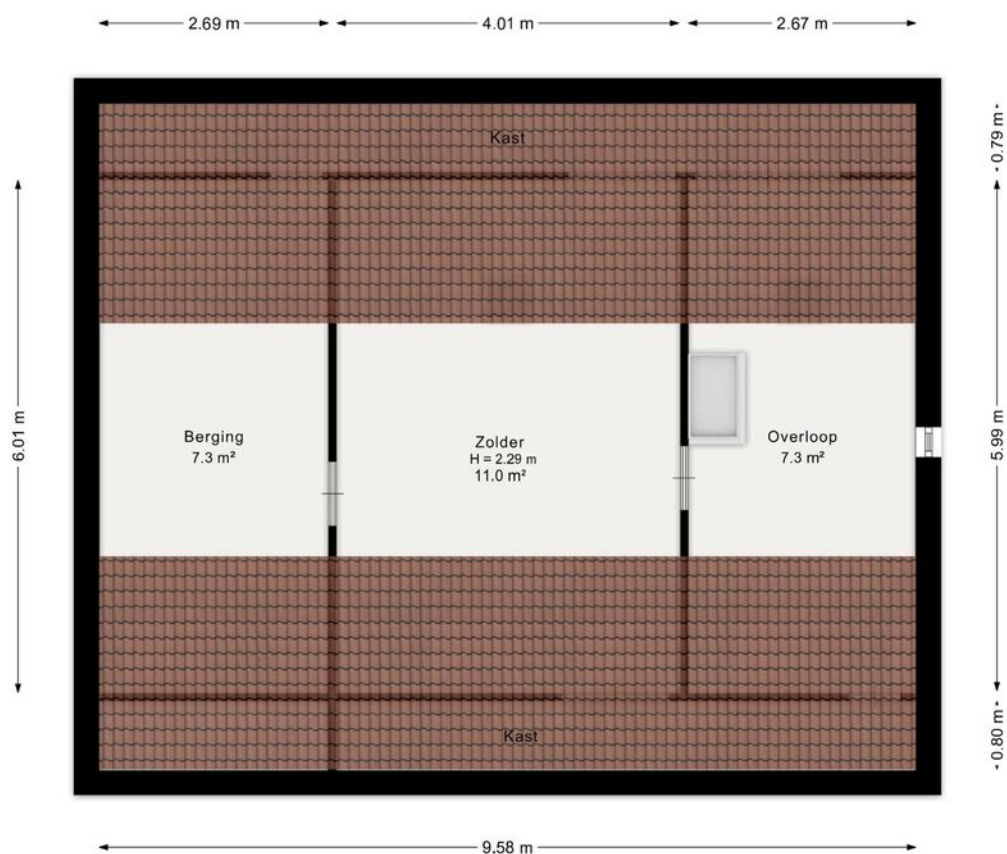 2.69 m
4.01 m
2.67 m
Kast
0.79 m
Berging
7.3 m²
Zolder
H = 2.29 m
11.0 m²
Overloop
7.3 m²
6.01 m
5.99 m
Kast
0.80 m
9.58 m